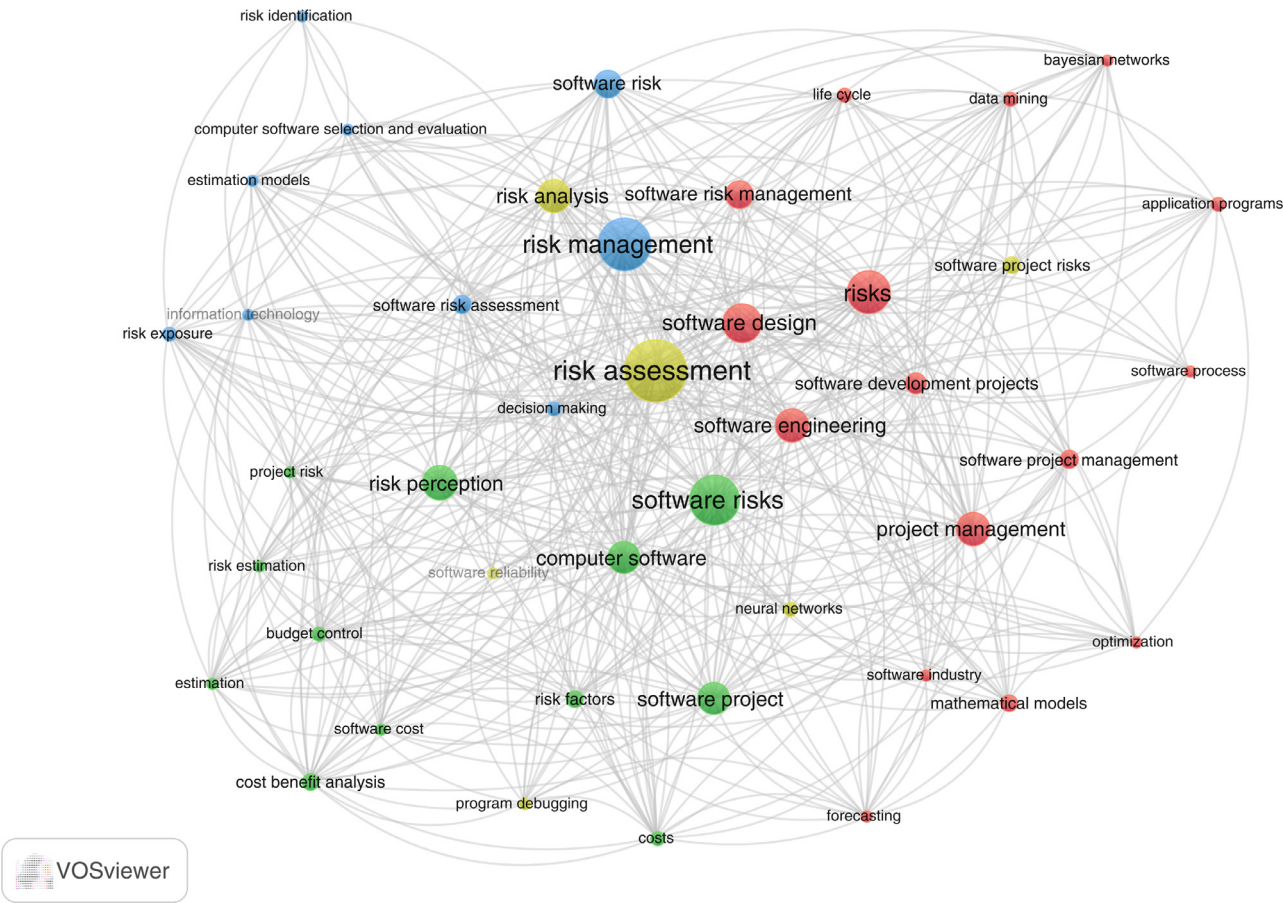 risk identification
bayesian networks
software risk
life cycle
data mining
computer software selection and evaluation
estimation models
risk analysis
software risk management
application programs
risk management
software project risks
risks
software risk assessment
information technology
software design
risk exposure
risk assessment
software process
software development projects
decision making
software engineering
software project management
project risk
risk perception
software risks
project management
computer software
risk estimation
software reliability
neural networks
budget control
optimization
software industry
estimation
risk factors
software project
mathematical models
software cost
cost benefit analysis
program debugging
forecasting
costs
VOSviewer